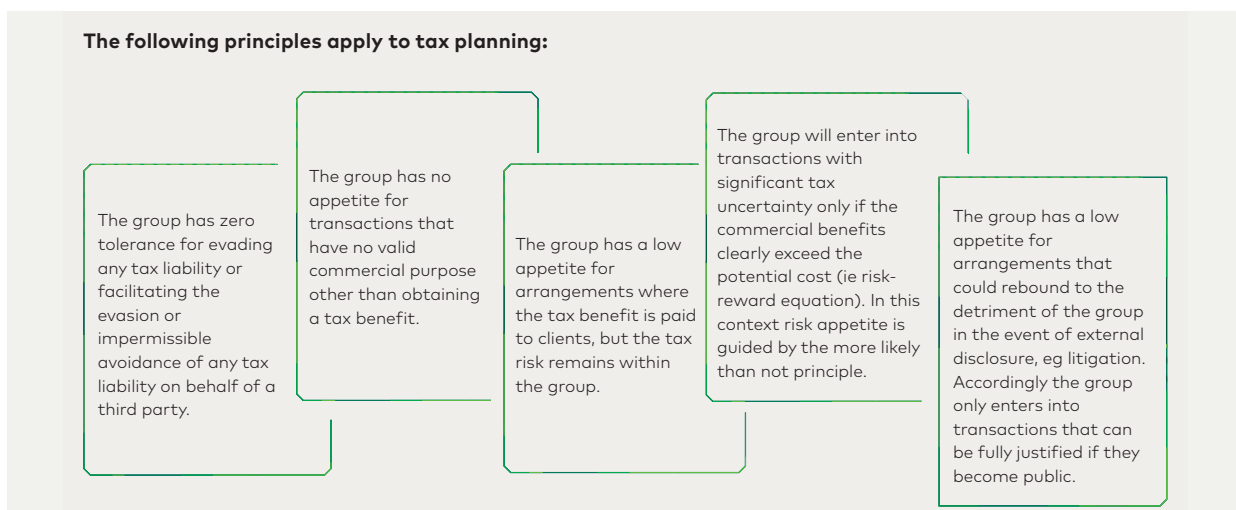 The following principles apply to tax planning:
The group has zero
tolerance for evading
any tax liability or
facilitating the
evasion or
impermissible
avoidance of any tax
liability on behalf of a
third party.
The group has no
appetite for
transactions that
have no valid
commercial purpose
other than obtaining
a tax benefit.
The group has a low
appetite for
arrangements where
the tax benefit is paid
to clients, but the tax
risk remains within
the group.
The group will enter into
transactions with
significant tax
uncertainty only if the
commercial benefits
clearly exceed the
potential cost (ie risk-
reward equation). In this
context risk appetite is
guided by the more likely
than not principle.
The group has a low
appetite for
arrangements that
could rebound to the
detriment of the group
in the event of external
disclosure, eg litigation.
Accordingly the group
only enters into
transactions that can
be fully justified if they
become public.